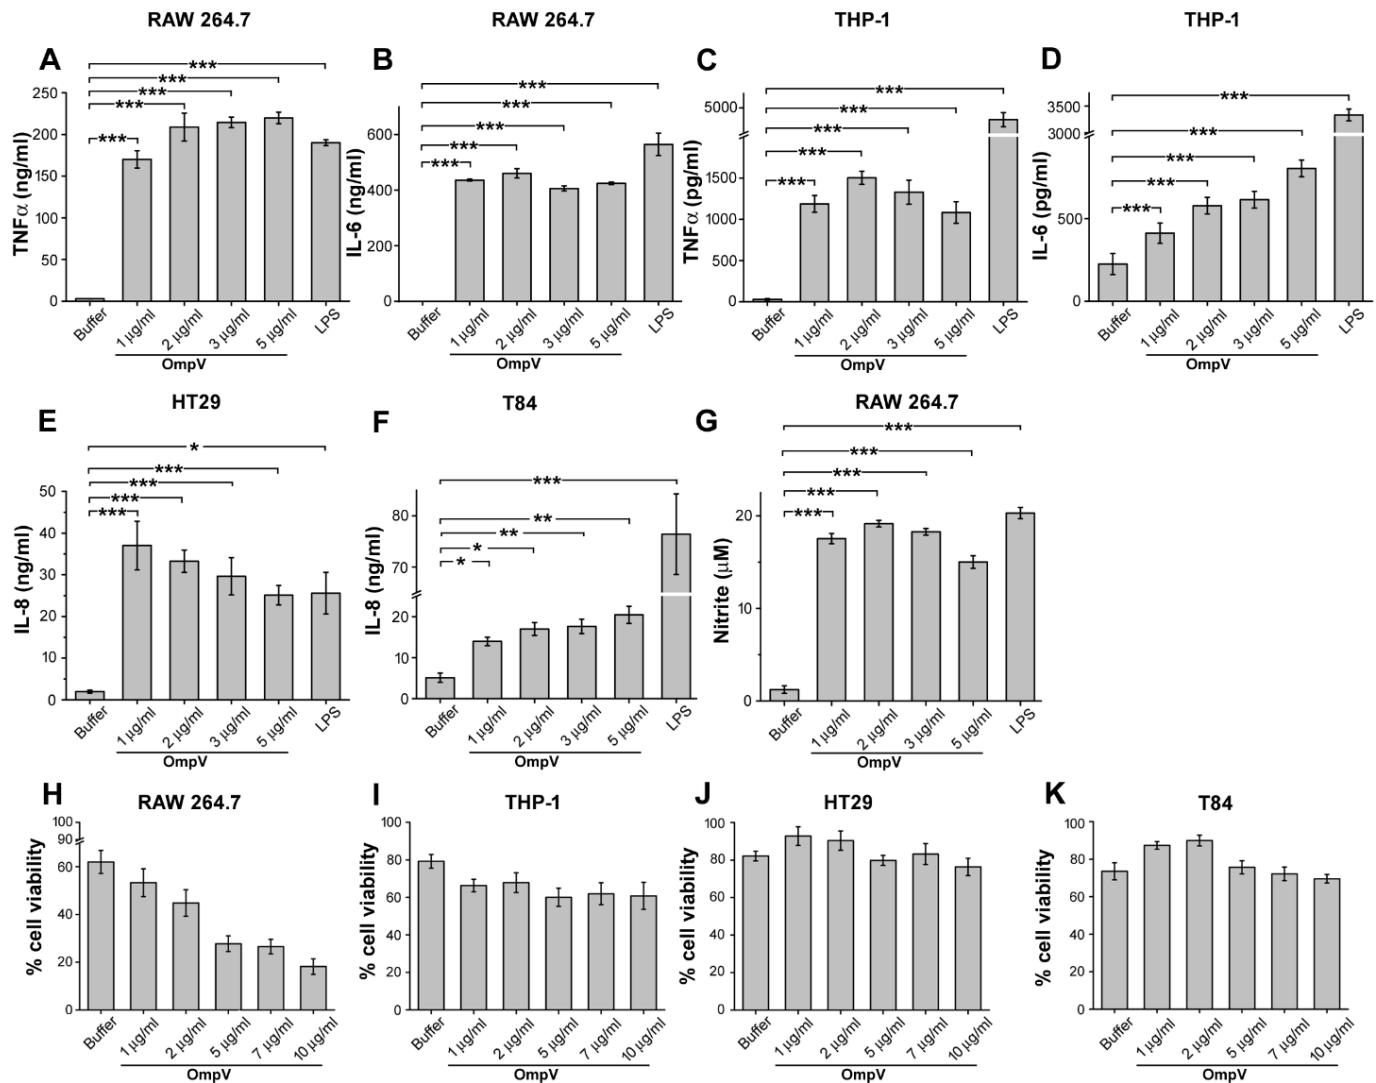 RAW 264.7
RAW 264.7
THP-1
THP-1
A
***
***
***
***
***
TNFα (ng/ml)
250
200
150
100
50
0
Buffer
1 µg/ml
2 µg/ml
3 µg/ml
5 µg/ml
LPS
OmpV
B
***
***
***
***
***
IL-6 (ng/ml)
600
400
200
0
Buffer
1 µg/ml
2 µg/ml
3 µg/ml
5 µg/ml
LPS
OmpV
C
***
***
***
***
***
TNFα (pg/ml)
5000
1500
1000
500
0
Buffer
1 µg/ml
2 µg/ml
3 µg/ml
5 µg/ml
LPS
OmpV
D
***
***
***
***
***
IL-6 (pg/ml)
3500
3000
500
0
Buffer
1 µg/ml
2 µg/ml
3 µg/ml
5 µg/ml
LPS
OmpV
HT29
E
*
***
***
***
***
IL-8 (ng/ml)
50
40
30
20
10
0
Buffer
1 µg/ml
2 µg/ml
3 µg/ml
5 µg/ml
LPS
OmpV
T84
F
***
**
**
*
*
IL-8 (ng/ml)
80
70
20
10
0
Buffer
1 µg/ml
2 µg/ml
3 µg/ml
5 µg/ml
LPS
OmpV
RAW 264.7
G
***
***
***
***
***
Nitrite (µM)
20
10
0
Buffer
1 µg/ml
2 µg/ml
3 µg/ml
5 µg/ml
LPS
OmpV
H
RAW 264.7
% cell viability
100
90
60
40
20
0
Buffer
1 µg/ml
2 µg/ml
5 µg/ml
7 µg/ml
10 µg/ml
OmpV
I
THP-1
% cell viability
100
80
60
40
20
0
Buffer
1 µg/ml
2 µg/ml
5 µg/ml
7 µg/ml
10 µg/ml
OmpV
J
HT29
% cell viability
100
80
60
40
20
0
Buffer
1 µg/ml
2 µg/ml
5 µg/ml
7 µg/ml
10 µg/ml
OmpV
K
T84
% cell viability
100
80
60
40
20
0
Buffer
1 µg/ml
2 µg/ml
5 µg/ml
7 µg/ml
10 µg/ml
OmpV